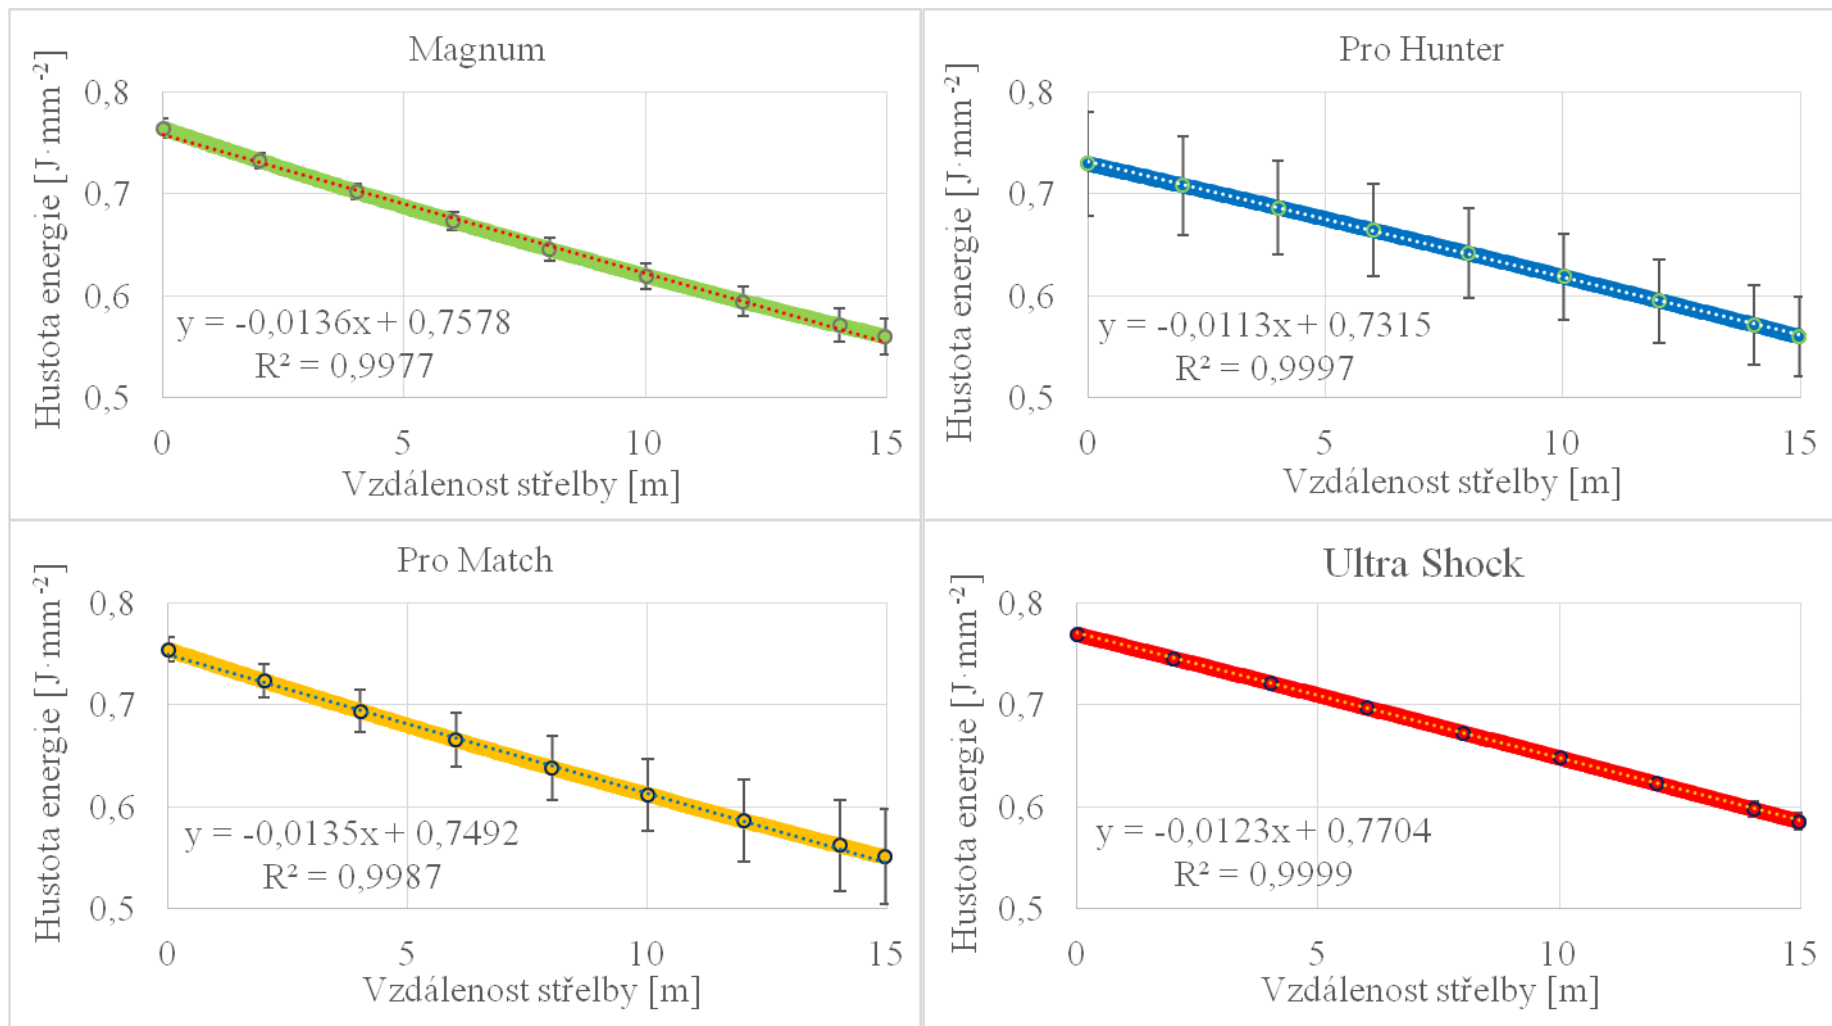 Magnum
Hustota energie [J·mm⁻²]
0,8
0,7
0,6
0,5
y = -0,0136x + 0,7578
R² = 0,9977
0 5 10 15
Vzdálenost střelby [m]
Pro Hunter
Hustota energie [J·mm⁻²]
0,8
0,7
0,6
0,5
y = -0,0113x + 0,7315
R² = 0,9997
0 5 10 15
Vzdálenost střelby [m]
Pro Match
Hustota energie [J·mm⁻²]
0,8
0,7
0,6
0,5
y = -0,0135x + 0,7492
R² = 0,9987
0 5 10 15
Vzdálenost střelby [m]
Ultra Shock
Hustota energie [J·mm⁻²]
0,8
0,7
0,6
0,5
y = -0,0123x + 0,7704
R² = 0,9999
0 5 10 15
Vzdálenost střelby [m]